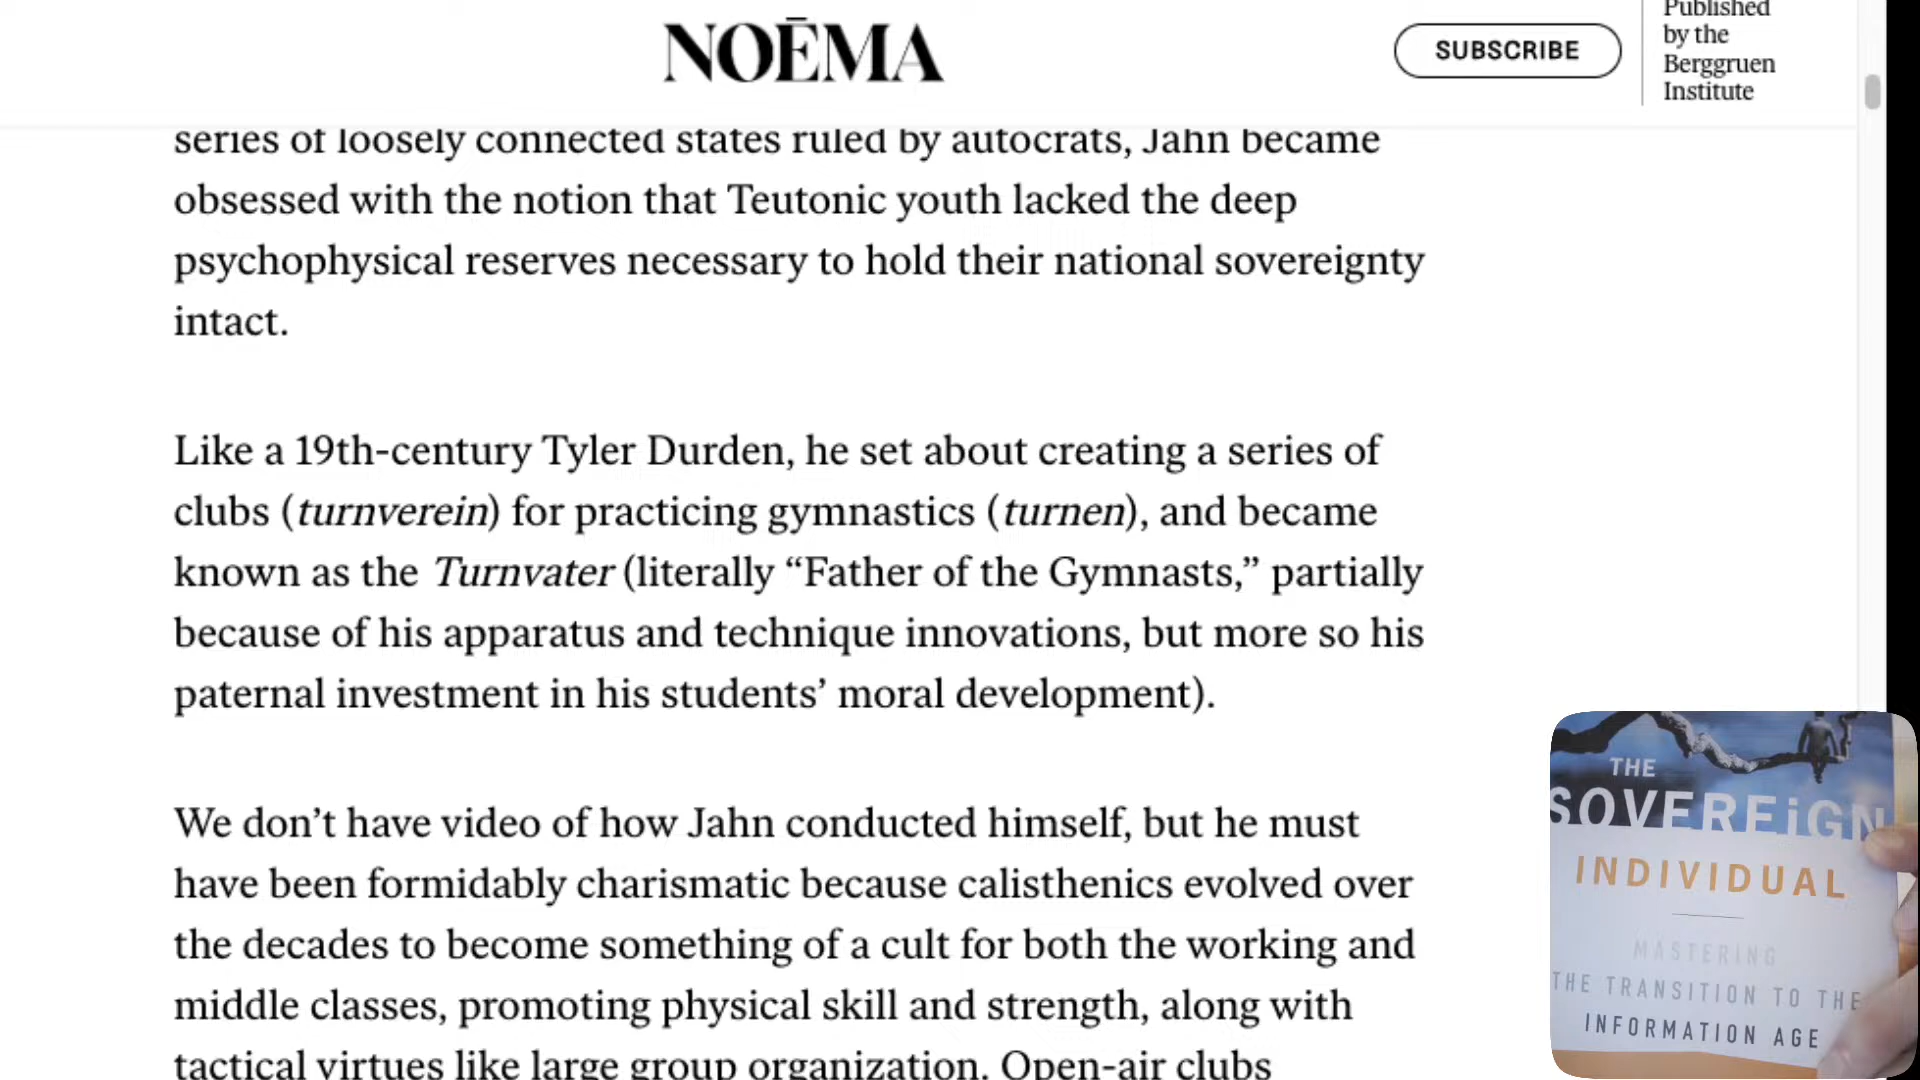 NOĒMA
SUBSCRIBE
Published
by the
Berggruen
Institute
series of loosely connected states ruled by autocrats, Jahn became
obsessed with the notion that Teutonic youth lacked the deep
psychophysical reserves necessary to hold their national sovereignty
intact.
Like a 19th-century Tyler Durden, he set about creating a series of
clubs (turnverein) for practicing gymnastics (turnen), and became
known as the Turnvater (literally “Father of the Gymnasts,” partially
because of his apparatus and technique innovations, but more so his
paternal investment in his students’ moral development).
We don’t have video of how Jahn conducted himself, but he must
have been formidably charismatic because calisthenics evolved over
the decades to become something of a cult for both the working and
middle classes, promoting physical skill and strength, along with
tactical virtues like large group organization. Open-air clubs
THE
SOVEREiGN
INDIVIDUAL
MASTERING
THE TRANSITION TO THE
INFORMATION AGE